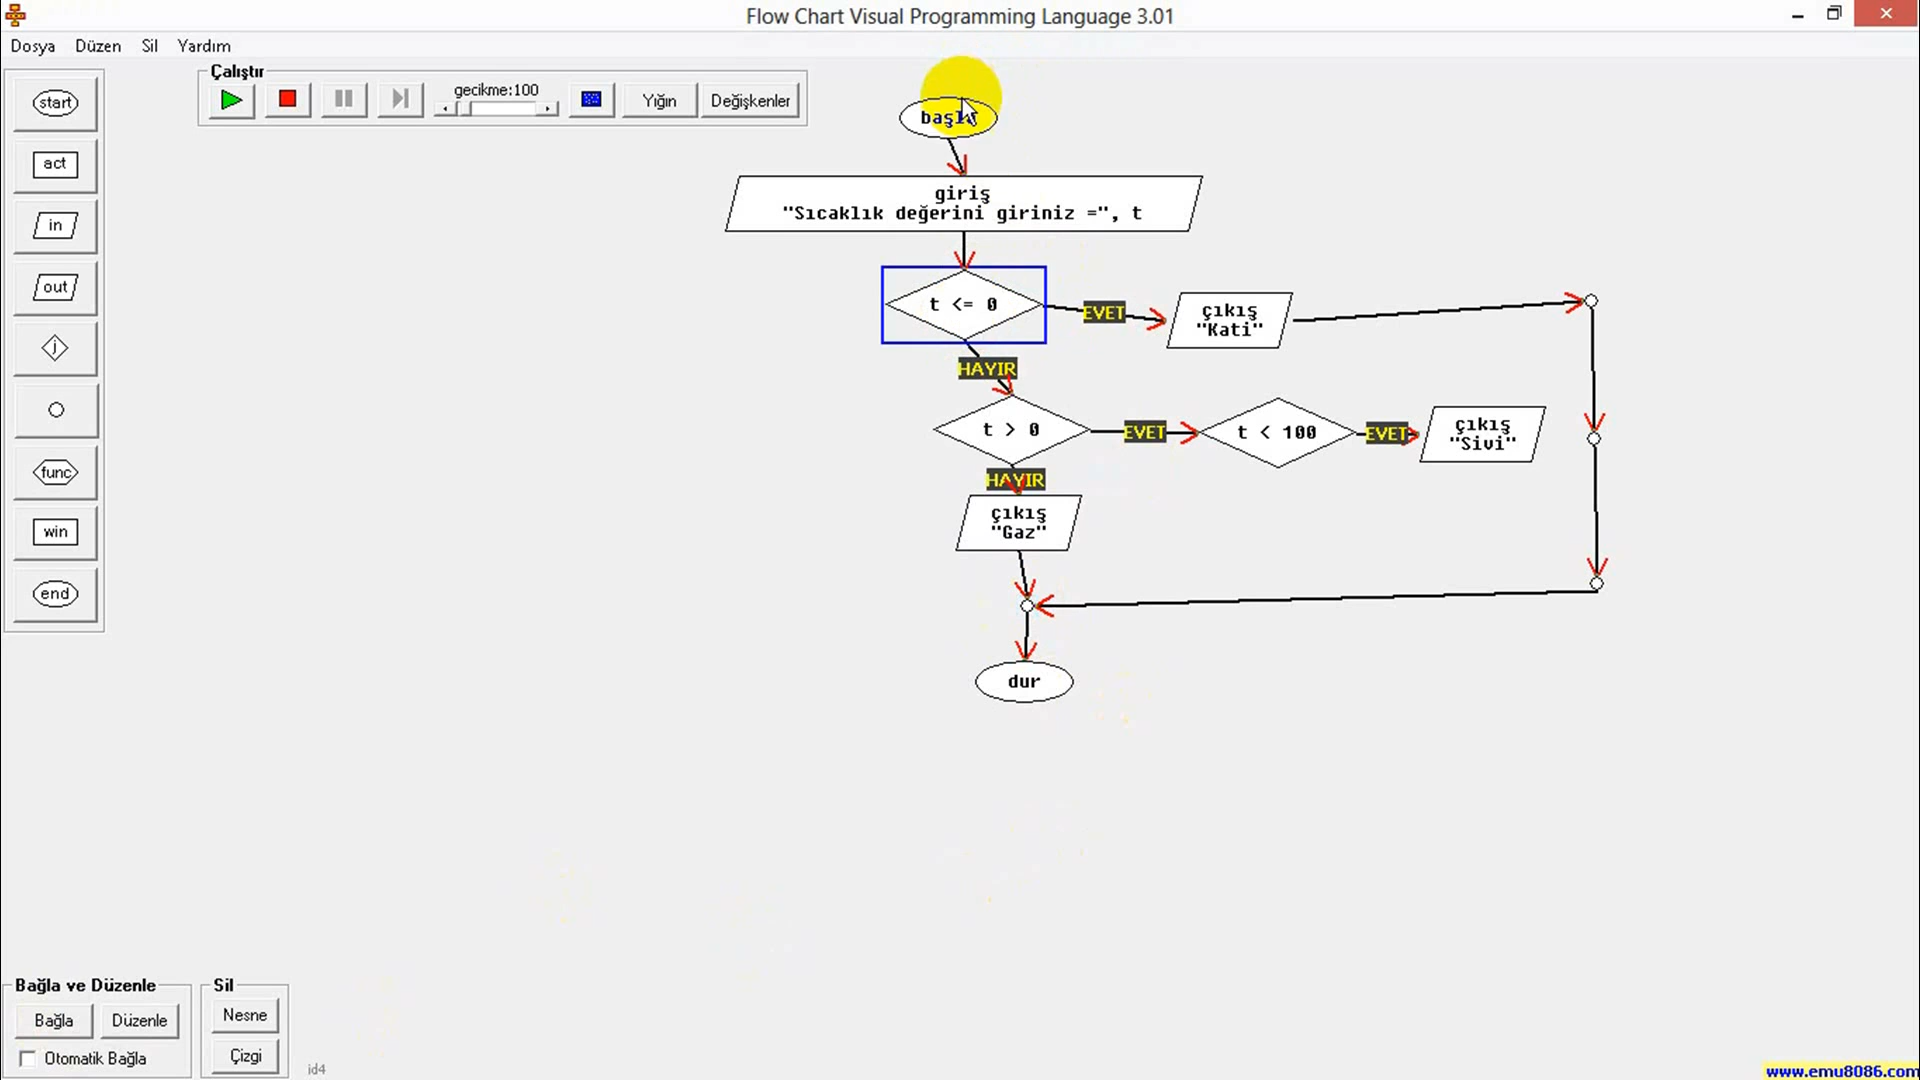 Flow Chart Visual Programming Language 3.01
Dosya Düzen Sil Yardım
Çalıştır
gecikme:100
Yığın
Değişkenler
start
act
in
out
j
func
win
end
giriş
"Sıcaklık değerini giriniz =", t
t <= 0
EVET
çıkış
"Kati"
HAYIR
t > 0
EVET
t < 100
EVET
çıkış
"Sivi"
HAYIR
çıkış
"Gaz"
dur
Bağla ve Düzenle
Bağla
Düzenle
Otomatik Bağla
Sil
Nesne
Çizgi
id4
www.emu8086.com